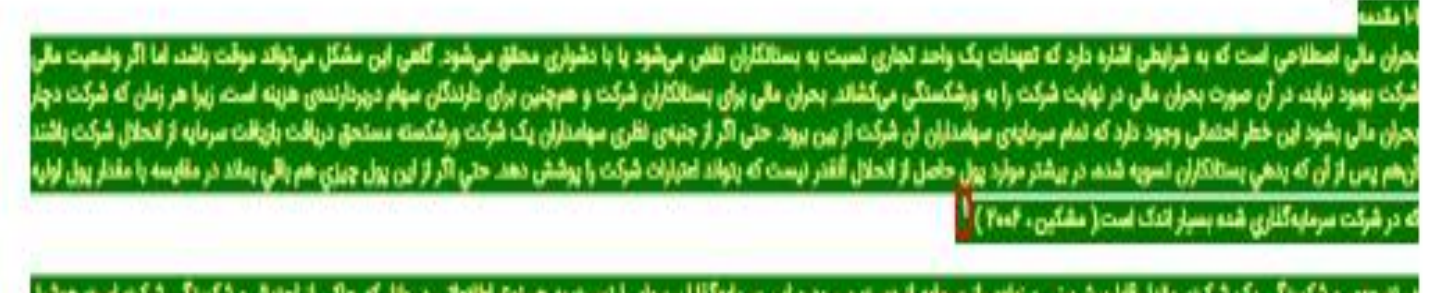 ۱-۱ مقدمه
بحران مالی اصطلاحی است که به شرایطی اشاره دارد که تعهدات یک واحد تجاری نسبت به بستانکاران نقض می‌شود یا با دشواری محقق می‌شود. گاهی این مشکل می‌تواند موقت باشد، اما اگر وضعیت مالی
شرکت بهبود نیابد، در آن صورت بحران مالی در نهایت شرکت را به ورشکستگی می‌کشاند. بحران مالی برای بستانکاران شرکت و همچنین برای دارندگان سهام دربردارنده‌ی هزینه است، زیرا هر زمان که شرکت دچار
بحران مالی بشود این خطر احتمالی وجود دارد که تمام سرمایه‌ی سهامداران آن شرکت از بین برود. حتی اگر از جنبه‌ی نظری سهامداران یک شرکت ورشکسته مستحق دریافت بازیافت سرمایه از انحلال شرکت باشند
آن‌هم پس از آن که بدهی بستانکاران تسویه شده، در بیشتر موارد پول حاصل از انحلال آنقدر نیست که بتواند اعتبارات شرکت را پوشش دهد. حتي اگر از این پول چیزي هم باقي بماند در مقایسه با مقدار پول اولیه
که در شرکت سرمایه‌گذاري شده بسیار اندک است( مشکین ، ۲۰۰۶ ) ۱